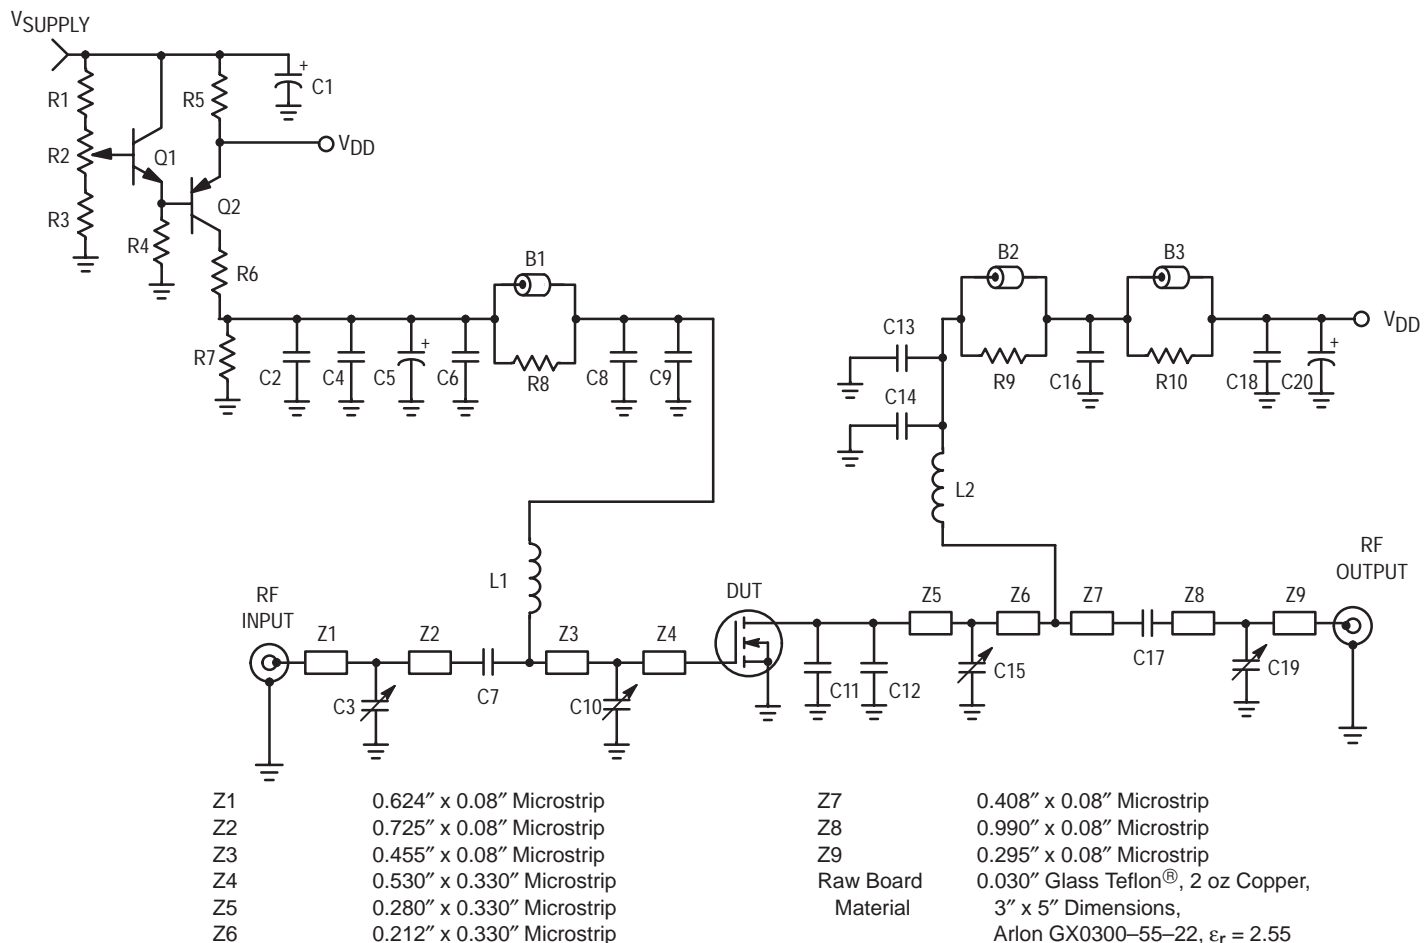 VSUPPLY
R1
R5
+
C1
R2
Q1
VDD
R3
Q2
R4
R6
B1
B2
B3
R7
C2
C4
C5
+
C6
R8
C8
C9
C13
C14
R9
C16
R10
C18
C20
+
VDD
L2
L1
RF
INPUT
Z1
Z2
Z3
Z4
DUT
Z5
Z6
Z7
Z8
Z9
RF
OUTPUT
C3
C7
C10
C11
C12
C15
C17
C19
Z1 0.624″ x 0.08″ Microstrip
Z2 0.725″ x 0.08″ Microstrip
Z3 0.455″ x 0.08″ Microstrip
Z4 0.530″ x 0.330″ Microstrip
Z5 0.280″ x 0.330″ Microstrip
Z6 0.212″ x 0.330″ Microstrip
Z7 0.408″ x 0.08″ Microstrip
Z8 0.990″ x 0.08″ Microstrip
Z9 0.295″ x 0.08″ Microstrip
Raw Board 0.030″ Glass Teflon®, 2 oz Copper,
Material 3″ x 5″ Dimensions,
Arlon GX0300–55–22, εr = 2.55